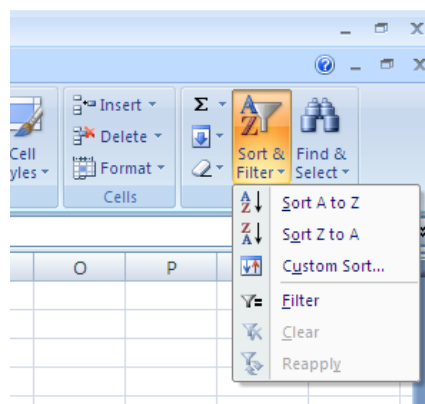 Insert
Delete
Format
Cells
Cell
yles
Σ
Sort &
Filter
Find &
Select
Sort A to Z
Sort Z to A
Custom Sort...
Filter
Clear
Reapply
O P